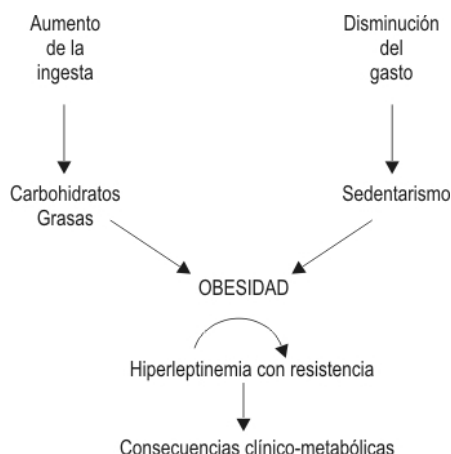 Aumento
de la
ingesta
Disminución
del
gasto
Carbohidratos
Grasas
Sedentarismo
OBESIDAD
Hiperleptinemia con resistencia
Consecuencias clínico-metabólicas